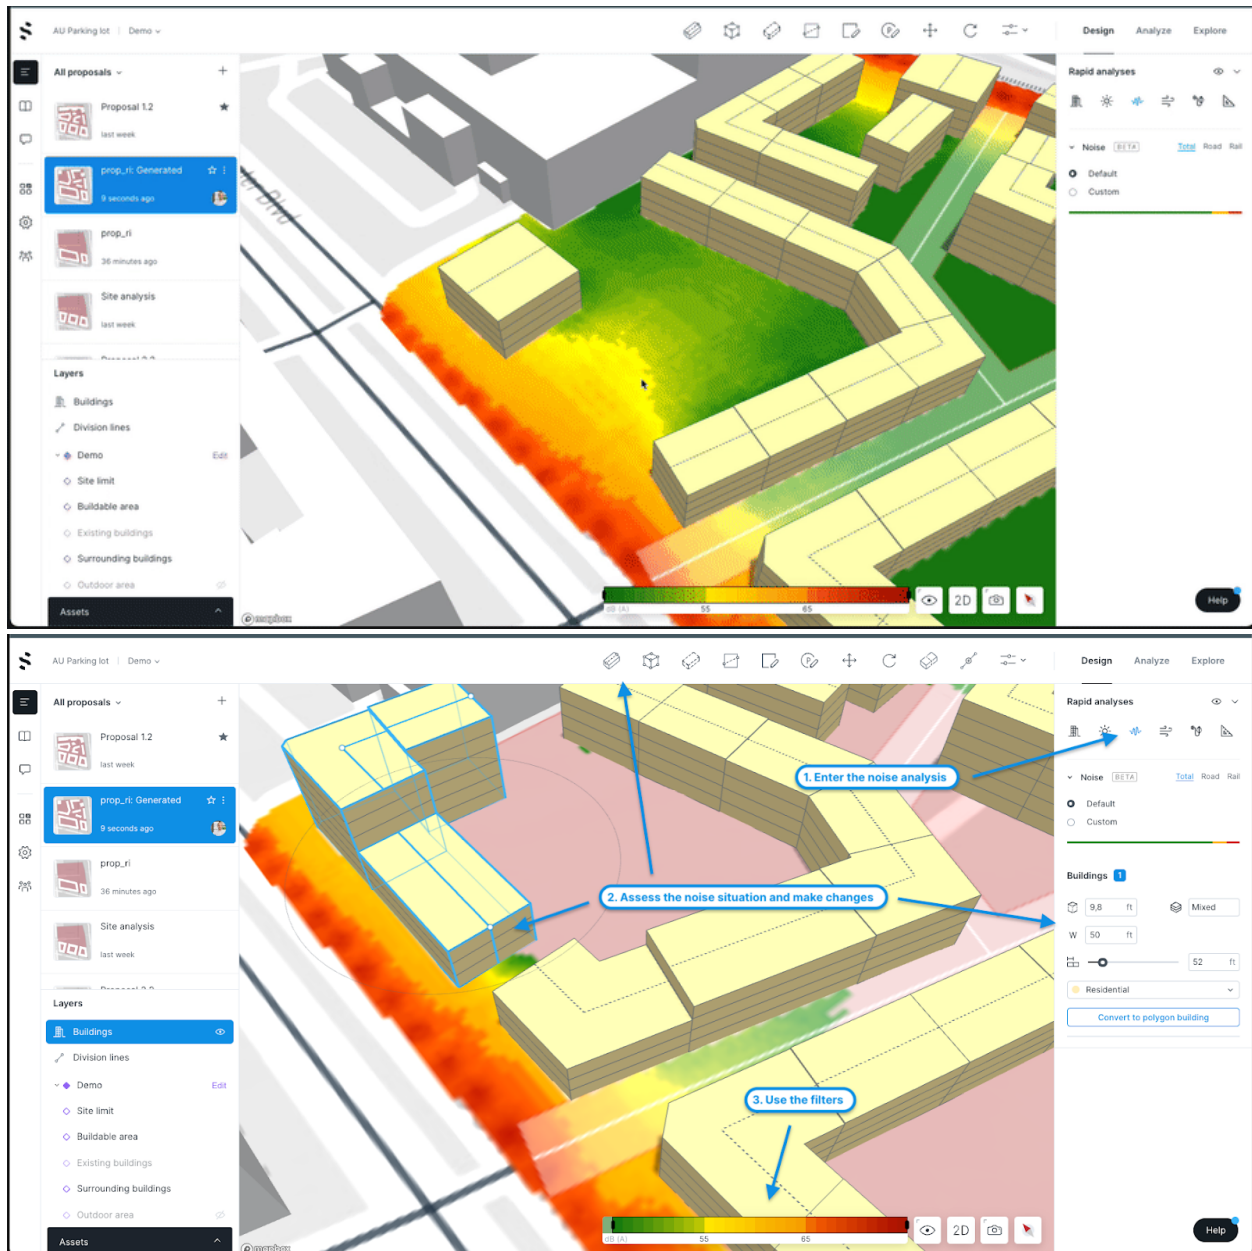 AU Parking lot
Demo
Design
Analyze
Explore
All proposals
Proposal 1.2
last week
prop_ri: Generated
9 seconds ago
prop_ri
36 minutes ago
Site analysis
last week
Layers
Buildings
Division lines
Demo
Edit
Site limit
Buildable area
Existing buildings
Surrounding buildings
Outdoor area
Assets
Blvd
mapbox
dB (A)
55
65
2D
Rapid analyses
Noise
BETA
Total
Road
Rail
Default
Custom
Help
AU Parking lot
Demo
Design
Analyze
Explore
All proposals
Proposal 1.2
last week
prop_ri: Generated
9 seconds ago
prop_ri
36 minutes ago
Site analysis
last week
Layers
Buildings
Division lines
Demo
Edit
Site limit
Buildable area
Existing buildings
Surrounding buildings
Outdoor area
Assets
1. Enter the noise analysis
2. Assess the noise situation and make changes
3. Use the filters
mapbox
dB (A)
55
65
2D
Rapid analyses
Noise
BETA
Total
Road
Rail
Default
Custom
Buildings
1
9,8
ft
Mixed
W
50
ft
52
ft
Residential
Convert to polygon building
Help